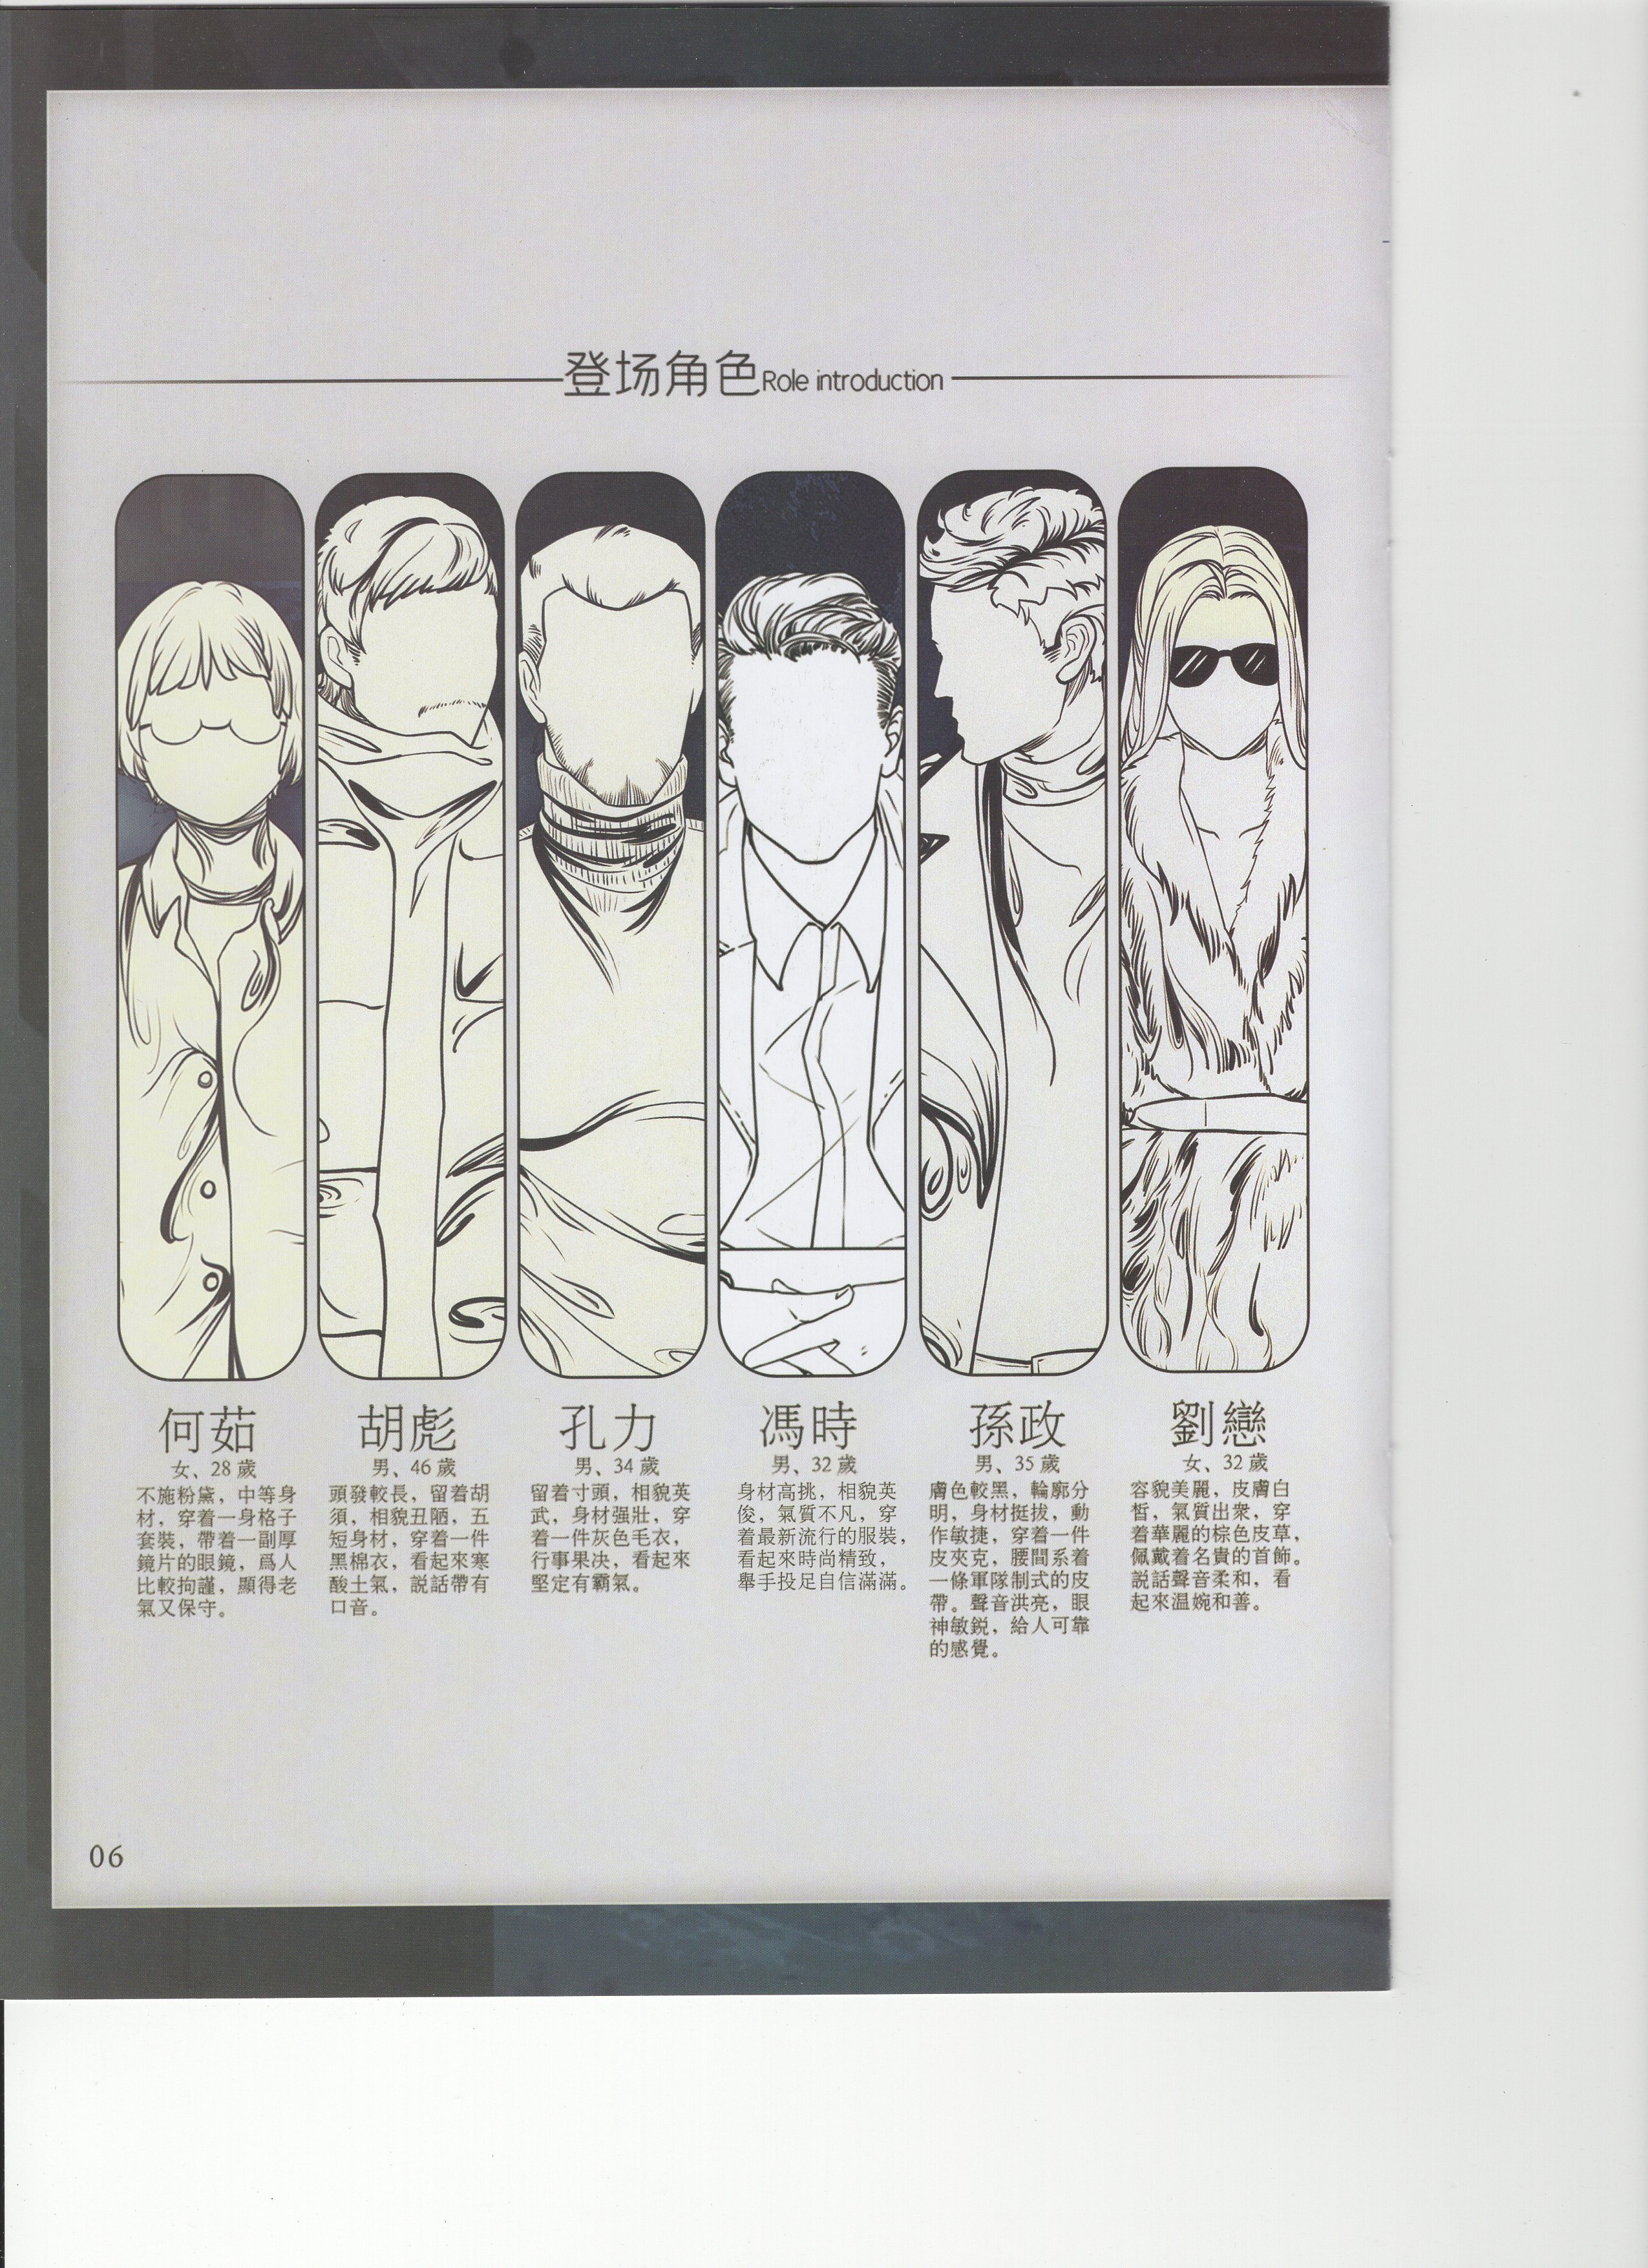 登场角色Role introduction
何茹
女、28歲
不施粉黛，中等身
材，穿着一身格子
套裝，帶着一副厚
鏡片的眼鏡，爲人
比較拘謹，顯得老
氣又保守。
胡彪
男、46歲
頭發較長，留着胡
須，相貌丑陋，五
短身材，穿着一件
黑棉衣，看起來寒
酸土氣，説話帶有
口音。
孔力
男、34歲
留着寸頭，相貌英
武，身材强壯，穿
着一件灰色毛衣，
行事果决，看起來
堅定有霸氣。
馮時
男、32歲
身材高挑，相貌英
俊，氣質不凡，穿
着最新流行的服裝，
看起來時尚精致，
舉手投足自信滿滿。
孫政
男、35歲
膚色較黑，輪廓分
明，身材挺拔，動
作敏捷，穿着一件
皮夾克，腰間系着
一條軍隊制式的皮
帶。聲音洪亮，眼
神敏鋭，給人可靠
的感覺。
劉戀
女、32歲
容貌美麗，皮膚白
皙，氣質出衆，穿
着華麗的棕色皮草，
佩戴着名貴的首飾。
説話聲音柔和，看
起來温婉和善。
06